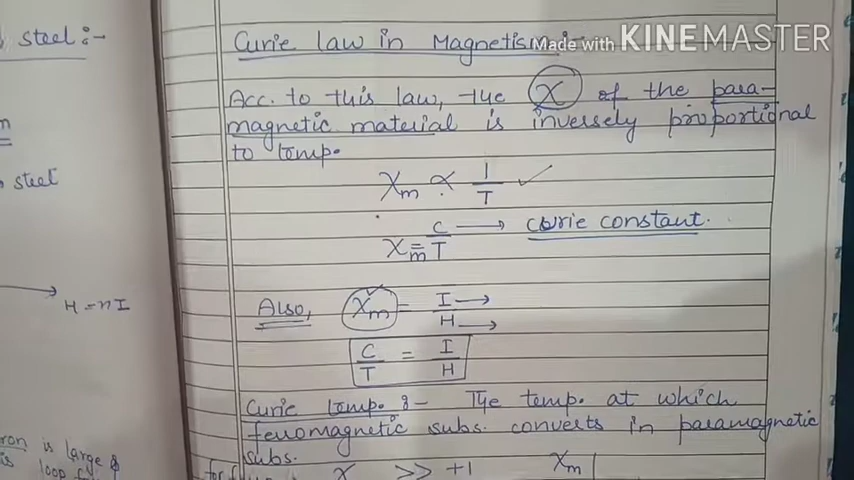 steel :-
Curie law in Magnetism :-
Made with KINEMASTER
Acc. to this law, the χ of the para-
magnetic material is inversely proportional
to temp.
steel
χm ∝ 1/T ✓
χm = C/T → curie constant.
H = nI
Also, χm = I/H → →
C/T = I/H
Curie temp. :- The temp. at which
ferromagnetic subs. converts in paramagnetic
subs.
is large &
loop
χ >> +1
χm